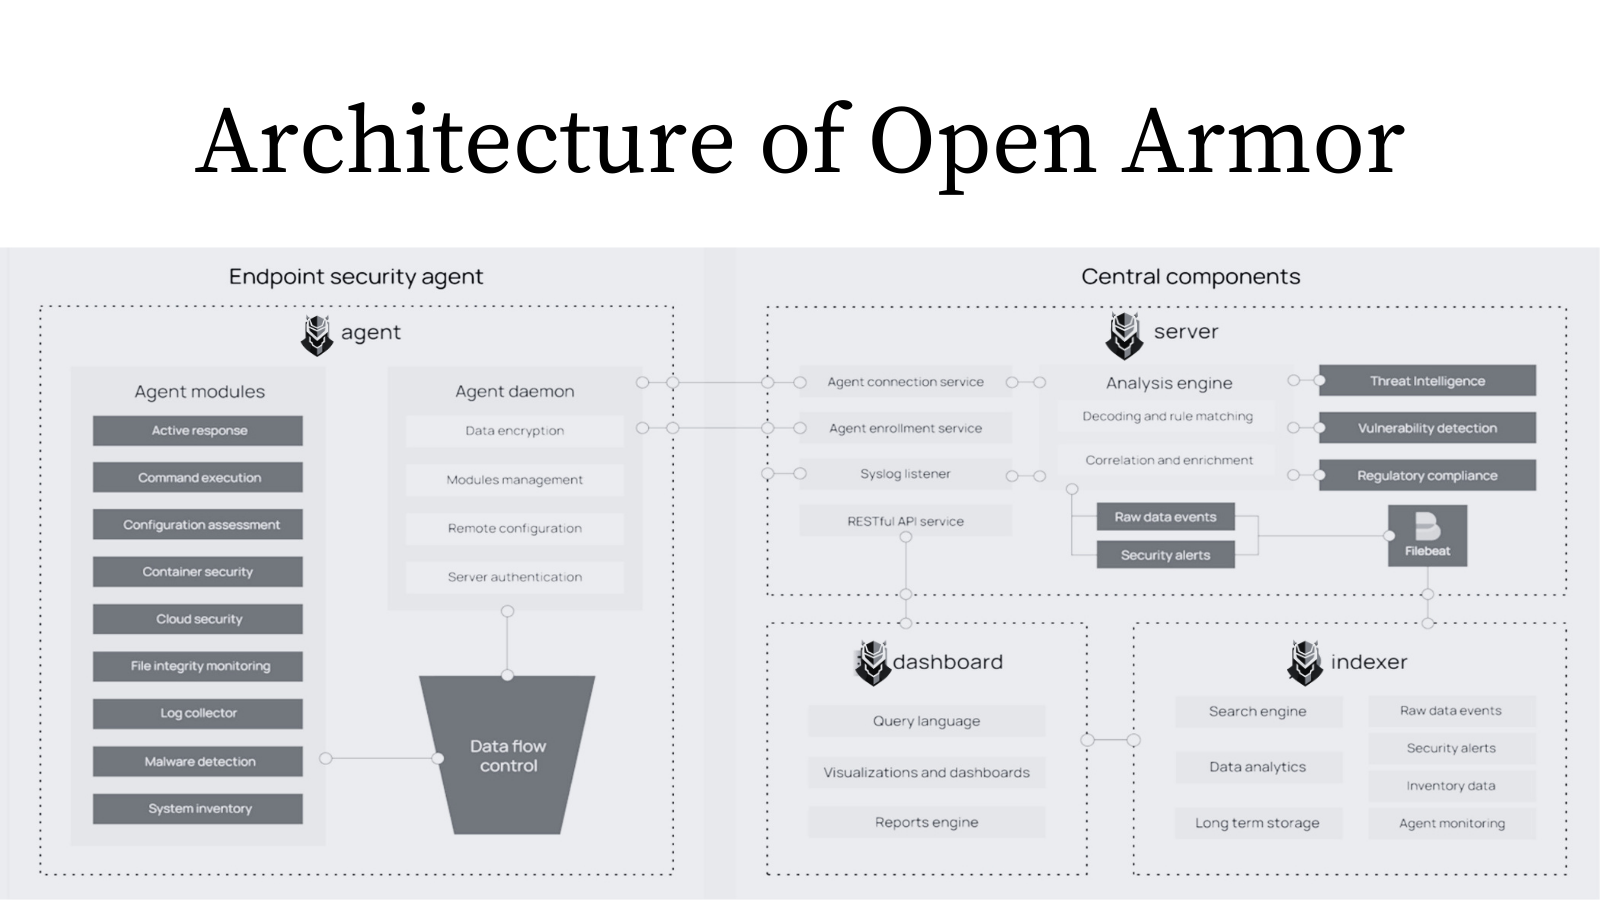 Architecture of Open Armor
Endpoint security agent
agent
Agent modules
Active response
Command execution
Configuration assessment
Container security
Cloud security
File integrity monitoring
Log collector
Malware detection
System inventory
Agent daemon
Data encryption
Modules management
Remote configuration
Server authentication
Data flow
control
Central components
server
Agent connection service
Agent enrollment service
Syslog listener
RESTful API service
Analysis engine
Decoding and rule matching
Correlation and enrichment
Raw data events
Security alerts
Threat Intelligence
Vulnerability detection
Regulatory compliance
Filebeat
dashboard
Query language
Visualizations and dashboards
Reports engine
indexer
Search engine
Data analytics
Long term storage
Raw data events
Security alerts
Inventory data
Agent monitoring